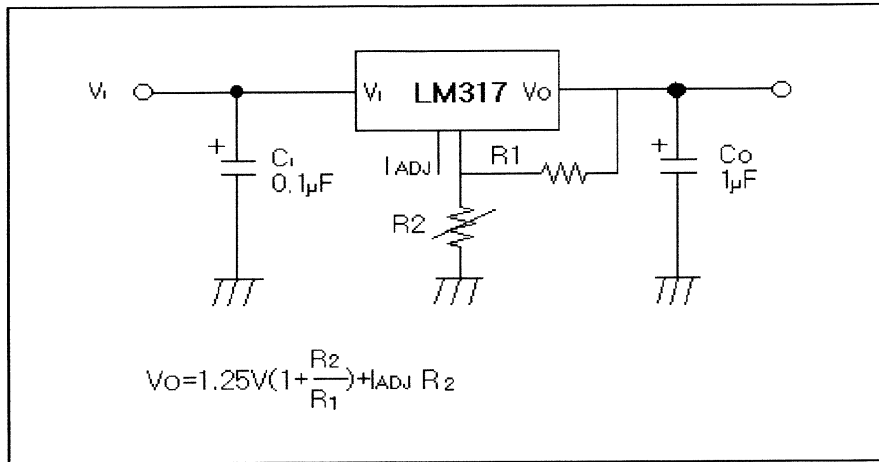 VI VI LM317 VO
+ CI
0.1μF
IADJ
R1
+ CO
1μF
R2
VO=1.25V(1+R2/R1)+IADJ R2